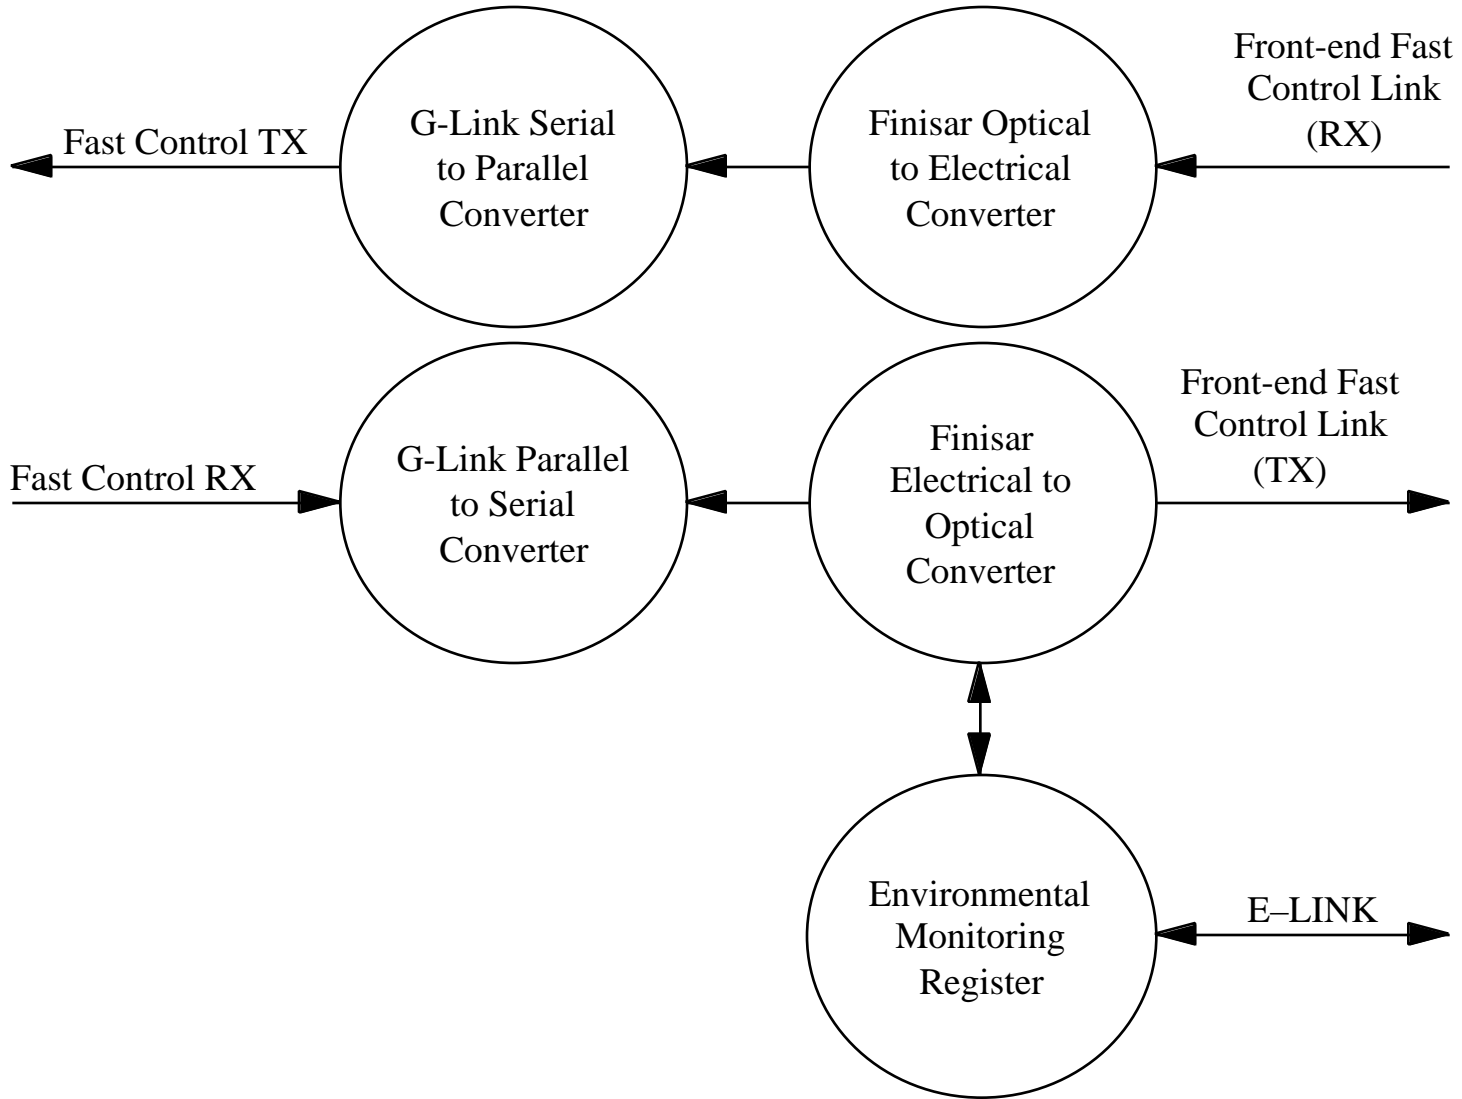 Fast Control TX
G-Link Serial
to Parallel
Converter
Finisar Optical
to Electrical
Converter
Front-end Fast
Control Link
(RX)
Fast Control RX
G-Link Parallel
to Serial
Converter
Finisar
Electrical to
Optical
Converter
Front-end Fast
Control Link
(TX)
Environmental
Monitoring
Register
E–LINK